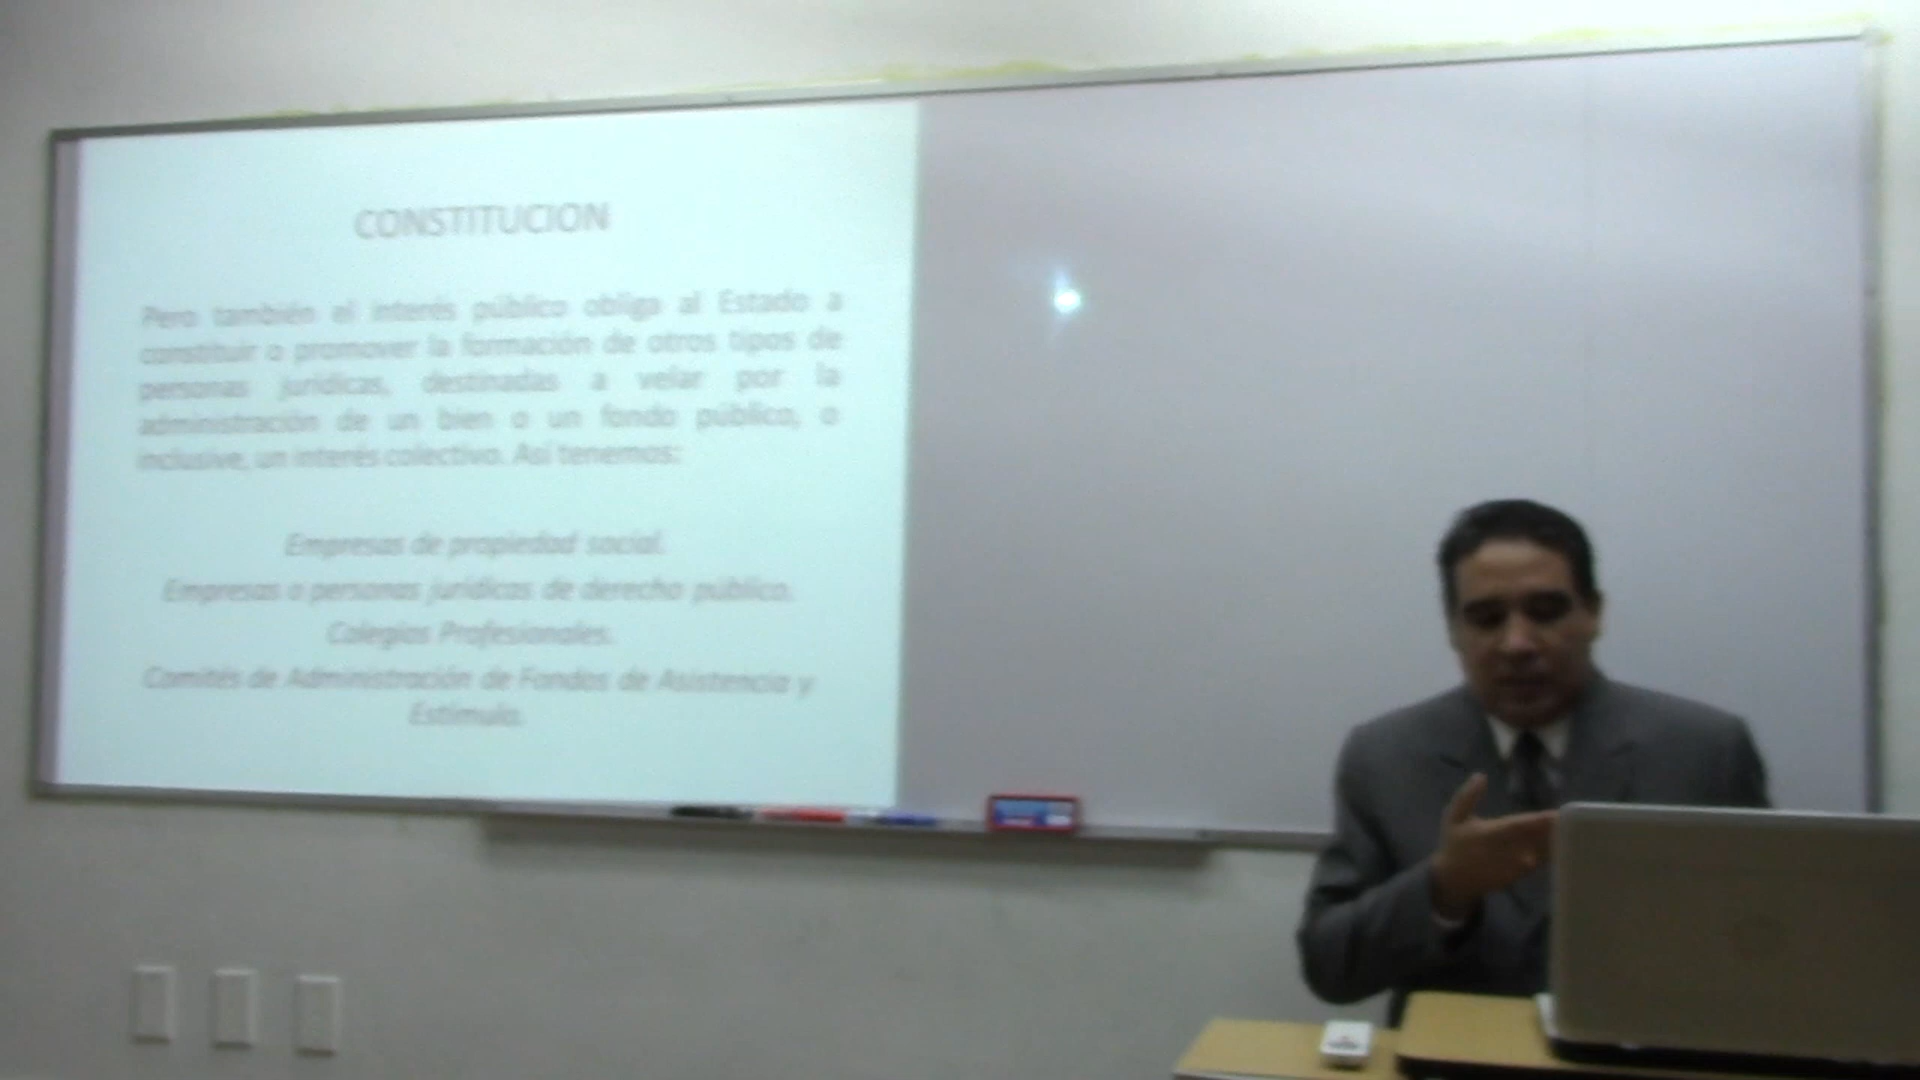 CONSTITUCION
Pero también el interés público obliga al Estado a
constituir o promover la formación de otros tipos de
personas jurídicas, destinadas a velar por la
administración de un bien o un fondo público, o
inclusive, un interés colectivo. Así tenemos:
Empresas de propiedad social.
Empresas o personas jurídicas de derecho público.
Colegios Profesionales.
Comités de Administración de Fondos de Asistencia y
Estímulo.